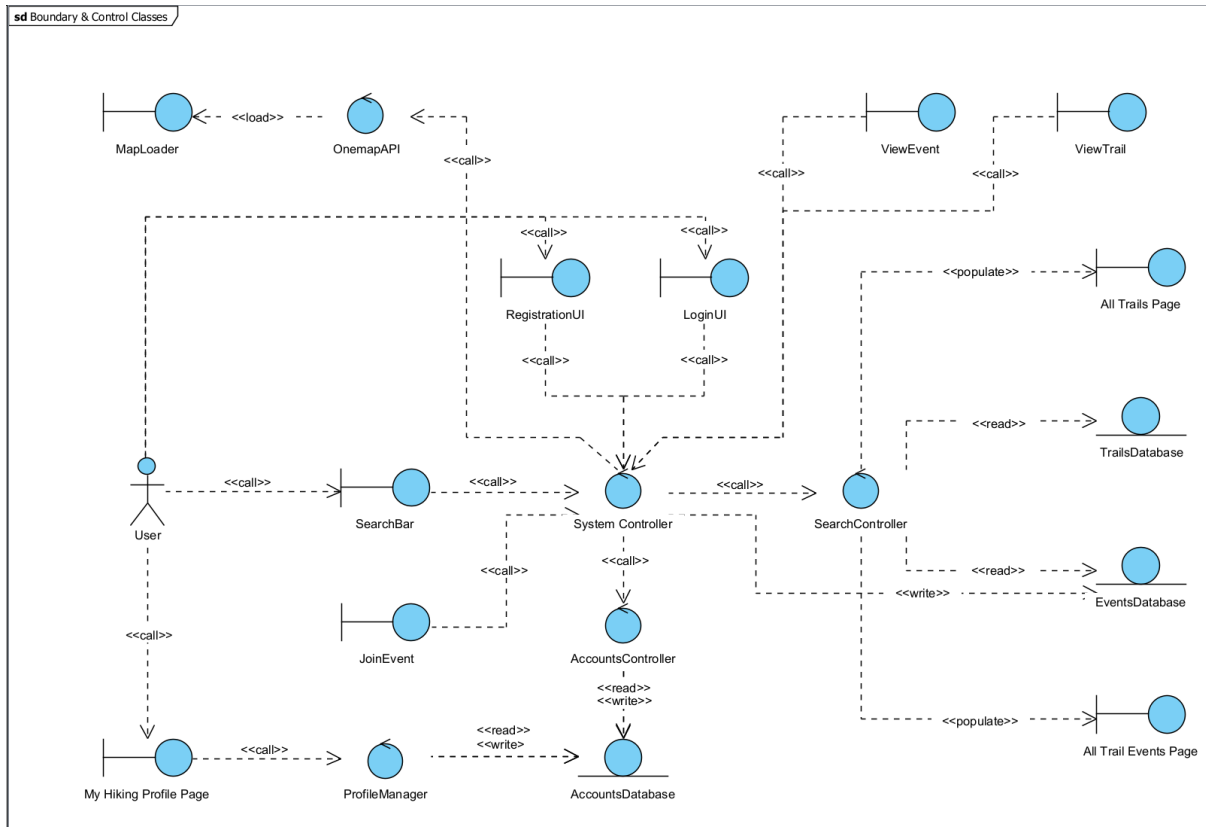 sd Boundary & Control Classes
MapLoader
<<load>>
OnemapAPI
<<call>>
ViewEvent
<<call>>
ViewTrail
<<call>>
<<call>>
<<call>>
RegistrationUI
LoginUI
<<populate>>
All Trails Page
<<call>>
<<call>>
<<read>>
TrailsDatabase
User
<<call>>
SearchBar
<<call>>
System Controller
<<call>>
SearchController
<<call>>
<<call>>
<<read>>
<<write>>
EventsDatabase
<<call>>
JoinEvent
AccountsController
<<read>>
<<write>>
<<populate>>
All Trail Events Page
My Hiking Profile Page
<<call>>
ProfileManager
<<read>>
<<write>
AccountsDatabase